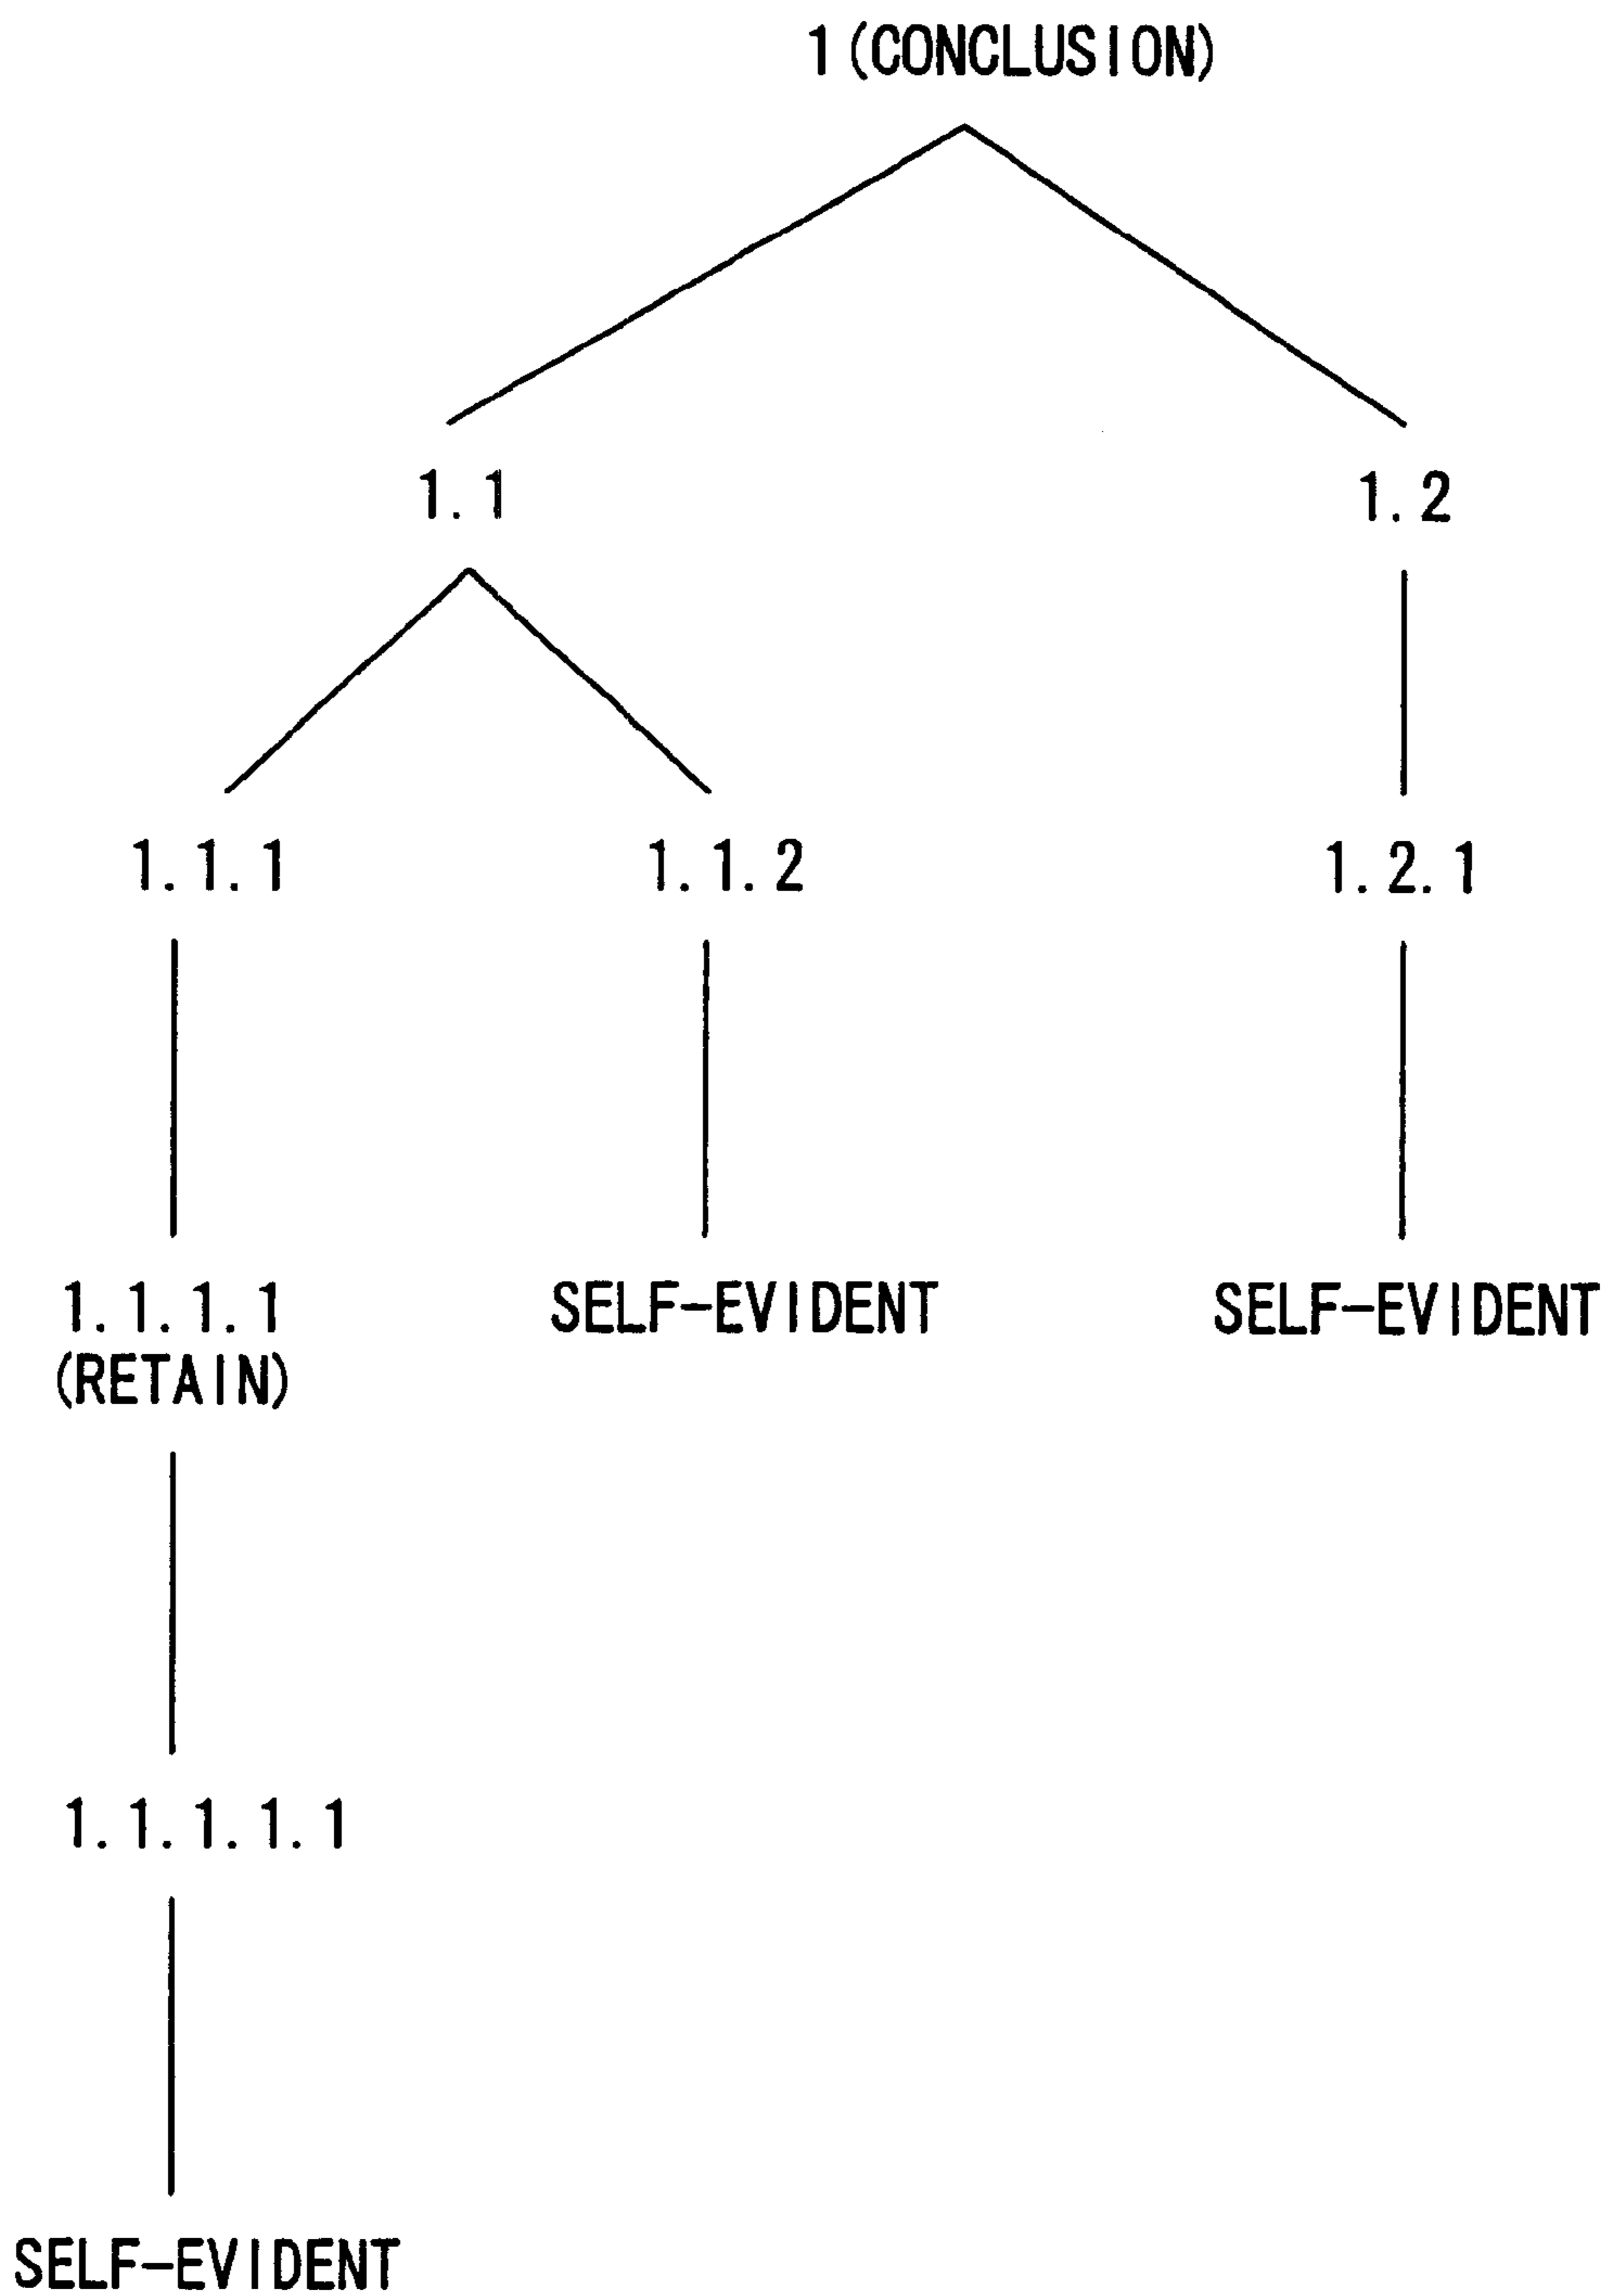 1(CONCLUSION)
1.1
1.2
1.1.1
1.1.2
1.2.1
1.1.1.1
(RETAIN)
SELF-EVIDENT
SELF-EVIDENT
1.1.1.1.1
SELF-EVIDENT